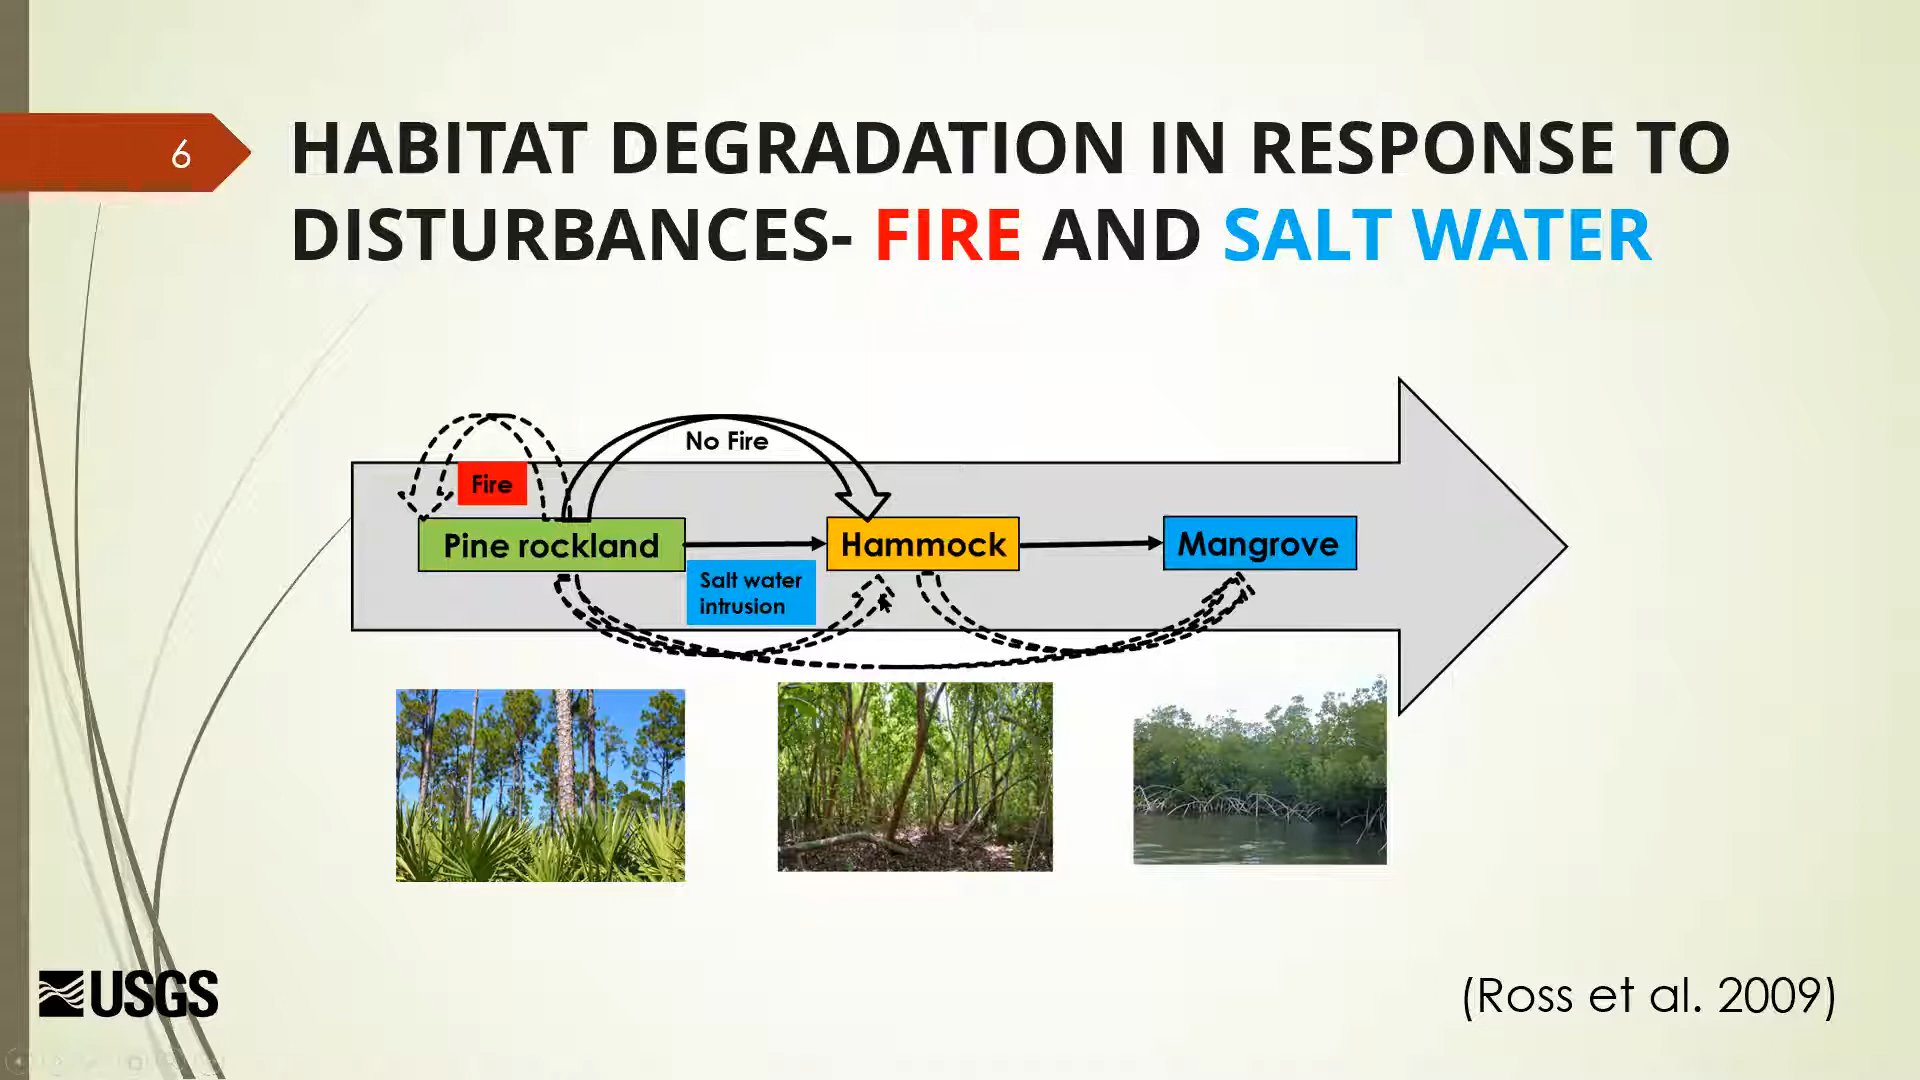 6
HABITAT DEGRADATION IN RESPONSE TO
DISTURBANCES- FIRE AND SALT WATER
No Fire
Fire
Pine rockland
Hammock
Mangrove
Salt water
intrusion
USGS
(Ross et al. 2009)